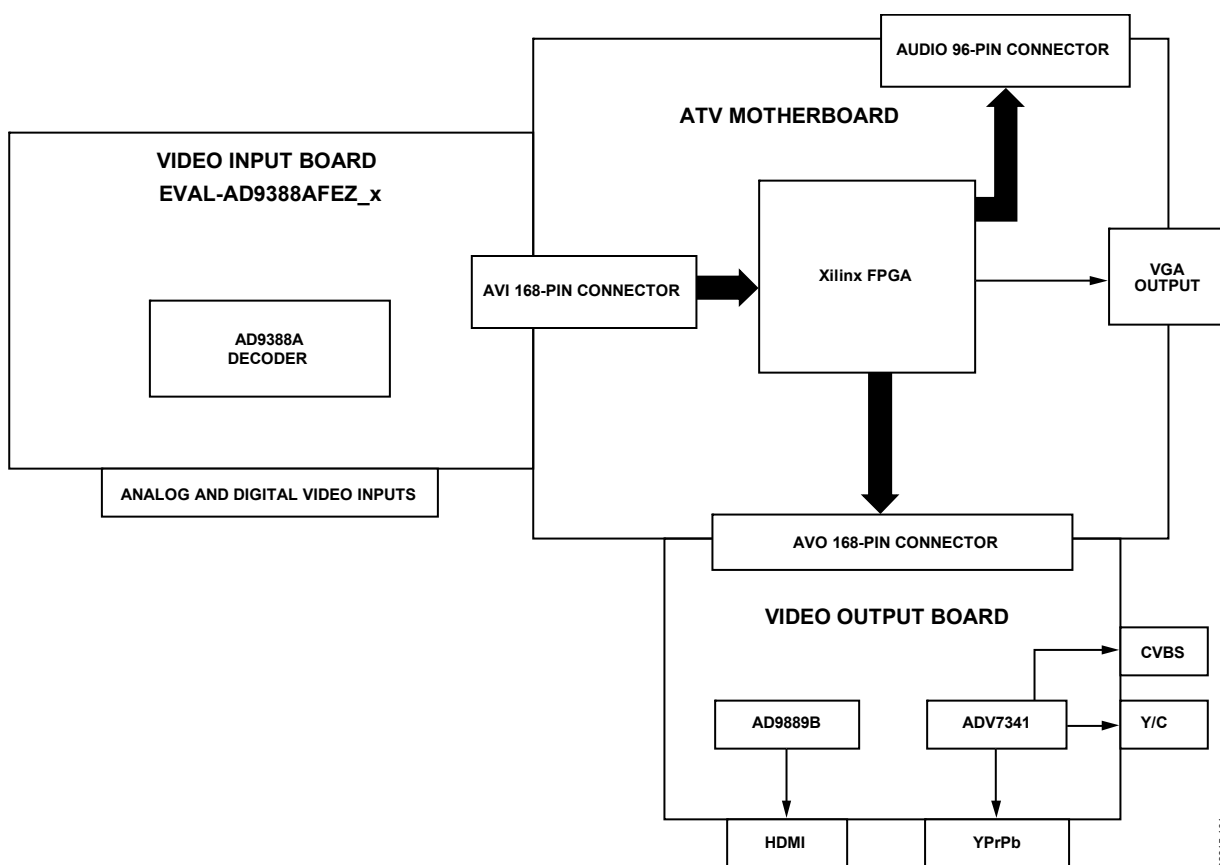 AUDIO 96-PIN CONNECTOR
ATV MOTHERBOARD
VIDEO INPUT BOARD
EVAL-AD9388AFEZ_x
AVI 168-PIN CONNECTOR
Xilinx FPGA
VGA
OUTPUT
AD9388A
DECODER
ANALOG AND DIGITAL VIDEO INPUTS
AVO 168-PIN CONNECTOR
VIDEO OUTPUT BOARD
CVBS
AD9889B
ADV7341
Y/C
HDMI
YPrPb